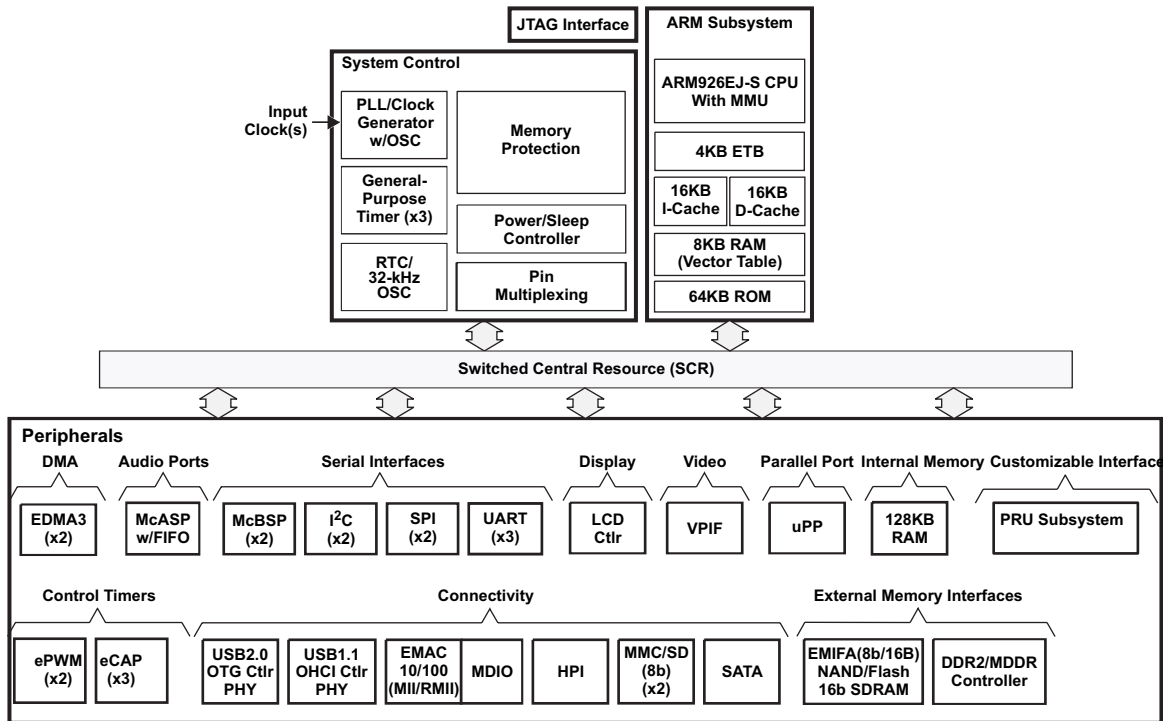 JTAG Interface
ARM Subsystem
System Control
Input
Clock(s)
PLL/Clock
Generator
w/OSC
General-
Purpose
Timer (x3)
RTC/
32-kHz
OSC
Memory
Protection
Power/Sleep
Controller
Pin
Multiplexing
ARM926EJ-S CPU
With MMU
4KB ETB
16KB
I-Cache
16KB
D-Cache
8KB RAM
(Vector Table)
64KB ROM
Switched Central Resource (SCR)
Peripherals
DMA
Audio Ports
Serial Interfaces
Display
Video
Parallel Port
Internal Memory
Customizable Interface
EDMA3
(x2)
McASP
w/FIFO
McBSP
(x2)
I²C
(x2)
SPI
(x2)
UART
(x3)
LCD
Ctlr
VPIF
uPP
128KB
RAM
PRU Subsystem
Control Timers
Connectivity
External Memory Interfaces
ePWM
(x2)
eCAP
(x3)
USB2.0
OTG Ctlr
PHY
USB1.1
OHCI Ctlr
PHY
EMAC
10/100
(MII/RMII)
MDIO
HPI
MMC/SD
(8b)
(x2)
SATA
EMIFA(8b/16B)
NAND/Flash
16b SDRAM
DDR2/MDDR
Controller